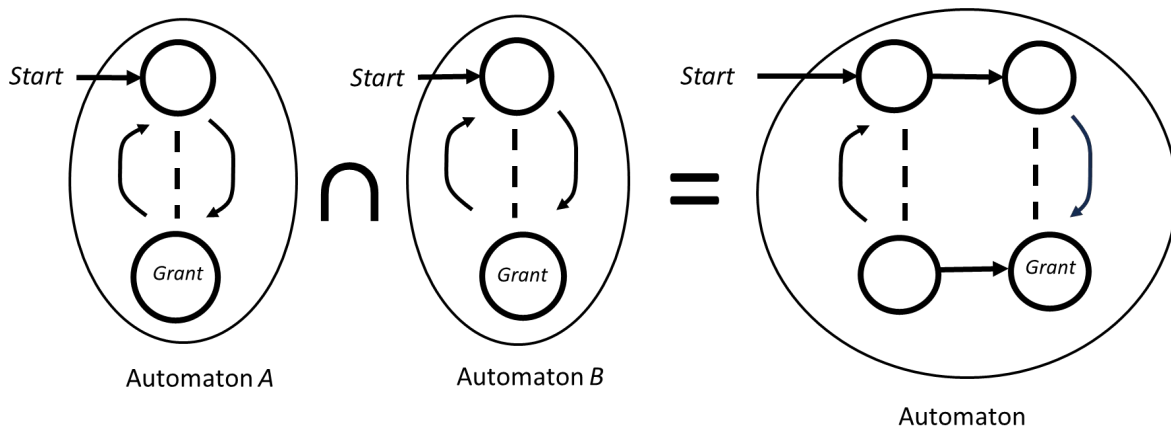 Start
Grant
Automaton A
∩
Start
Grant
Automaton B
=
Start
Grant
Automaton